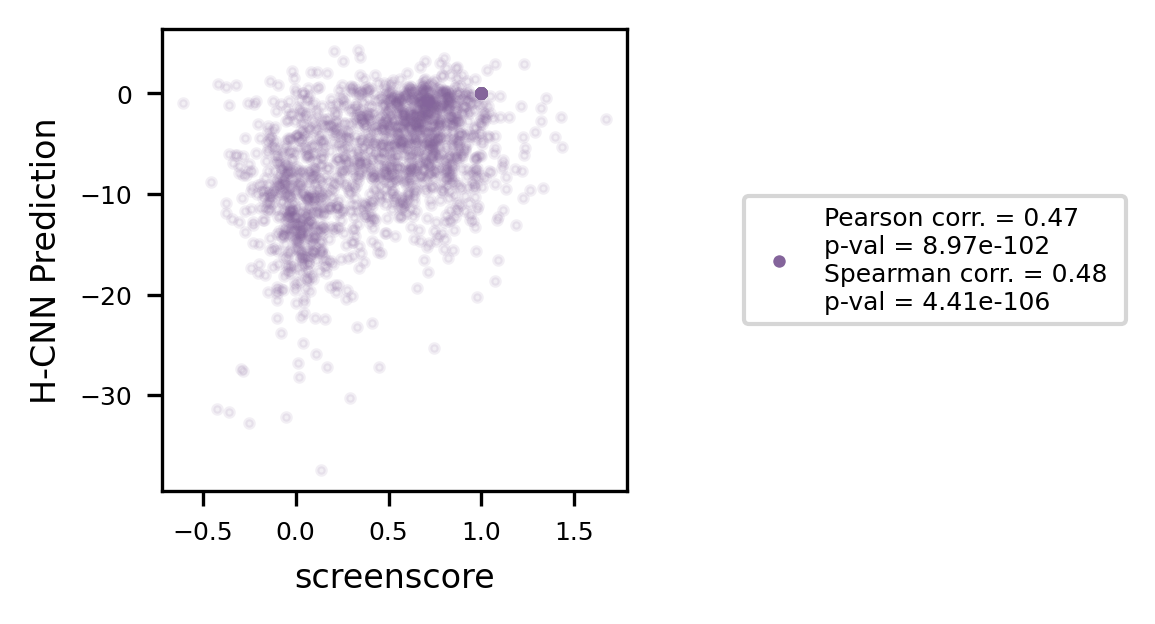 H-CNN Prediction
0
−10
−20
−30
−0.5 0.0 0.5 1.0 1.5
screenscore
Pearson corr. = 0.47
p-val = 8.97e-102
Spearman corr. = 0.48
p-val = 4.41e-106